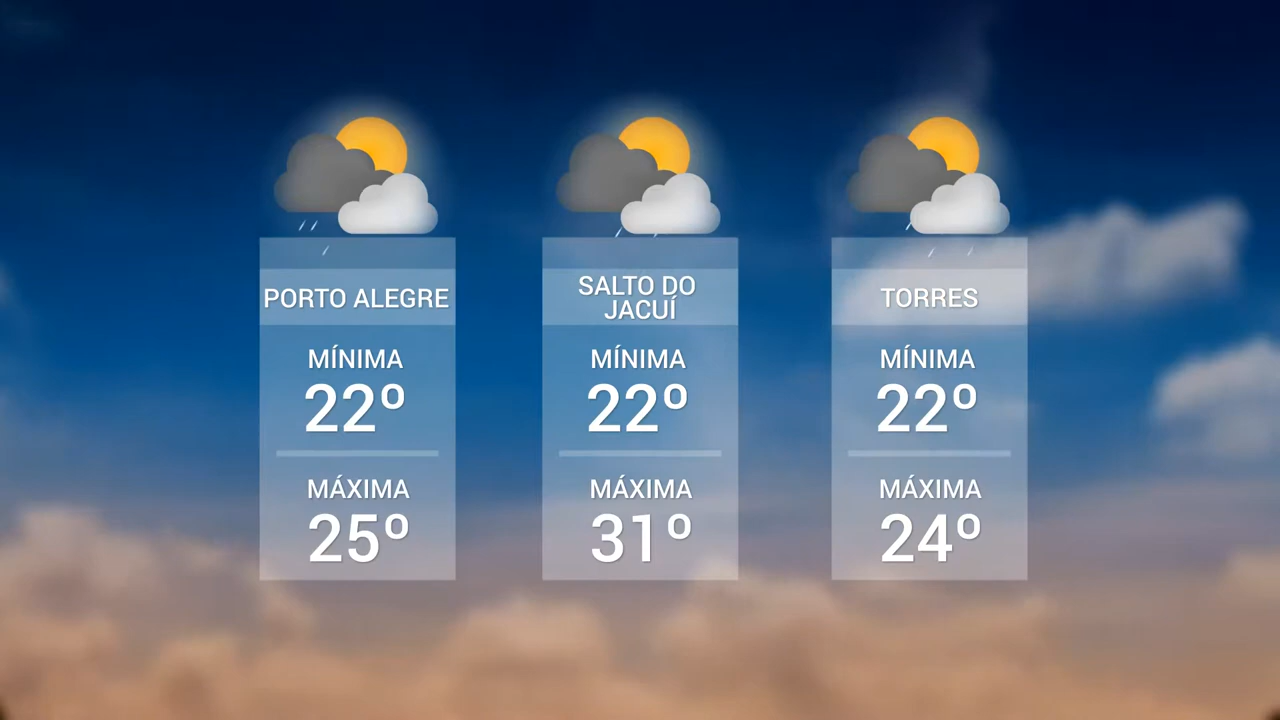 PORTO ALEGRE
MÍNIMA
22º
MÁXIMA
25º
SALTO DO
JACUÍ
MÍNIMA
22º
MÁXIMA
31º
TORRES
MÍNIMA
22º
MÁXIMA
24º